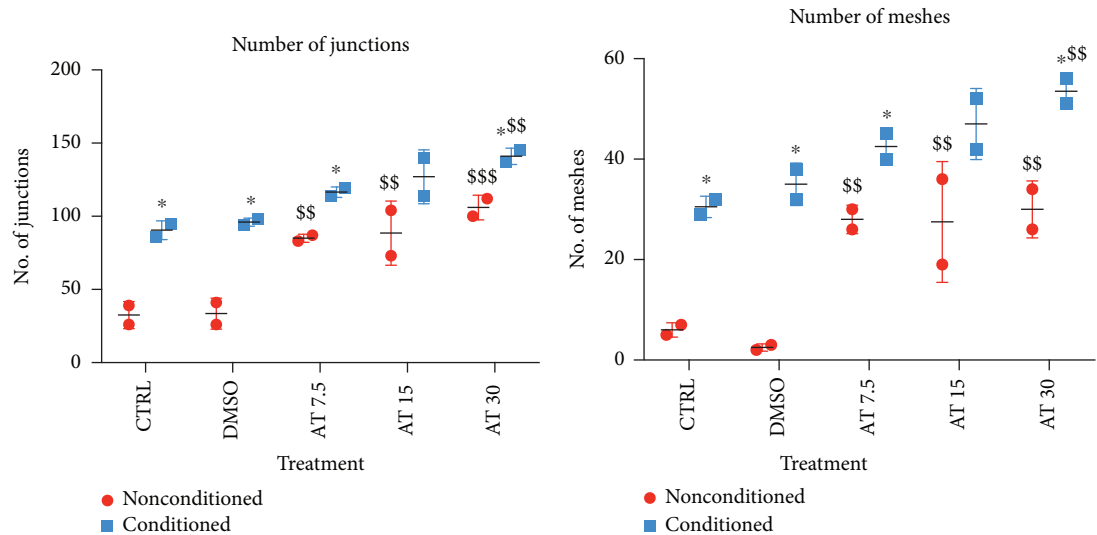 Number of junctions
200
150
100
50
0
No. of junctions
*
*
$$
*
$$
$$$
*$$
CTRL
DMSO
AT 7.5
AT 15
AT 30
Treatment
Nonconditioned
Conditioned
Number of meshes
60
40
20
0
No. of meshes
*
*
$$
*
$$
$$
*$$
CTRL
DMSO
AT 7.5
AT 15
AT 30
Treatment
Nonconditioned
Conditioned